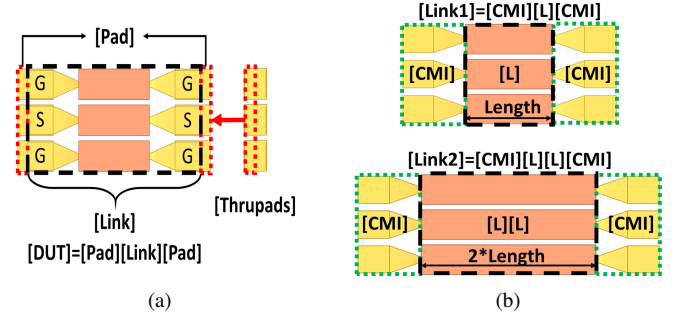 [Pad]
G G
S S
G G
[Link] [Thrupads]
[DUT]=[Pad][Link][Pad]
(a)
[Link1]=[CMI][L][CMI]
[CMI] [L] [CMI]
Length
[Link2]=[CMI][L][L][CMI]
[CMI] [L][L] [CMI]
2*Length
(b)